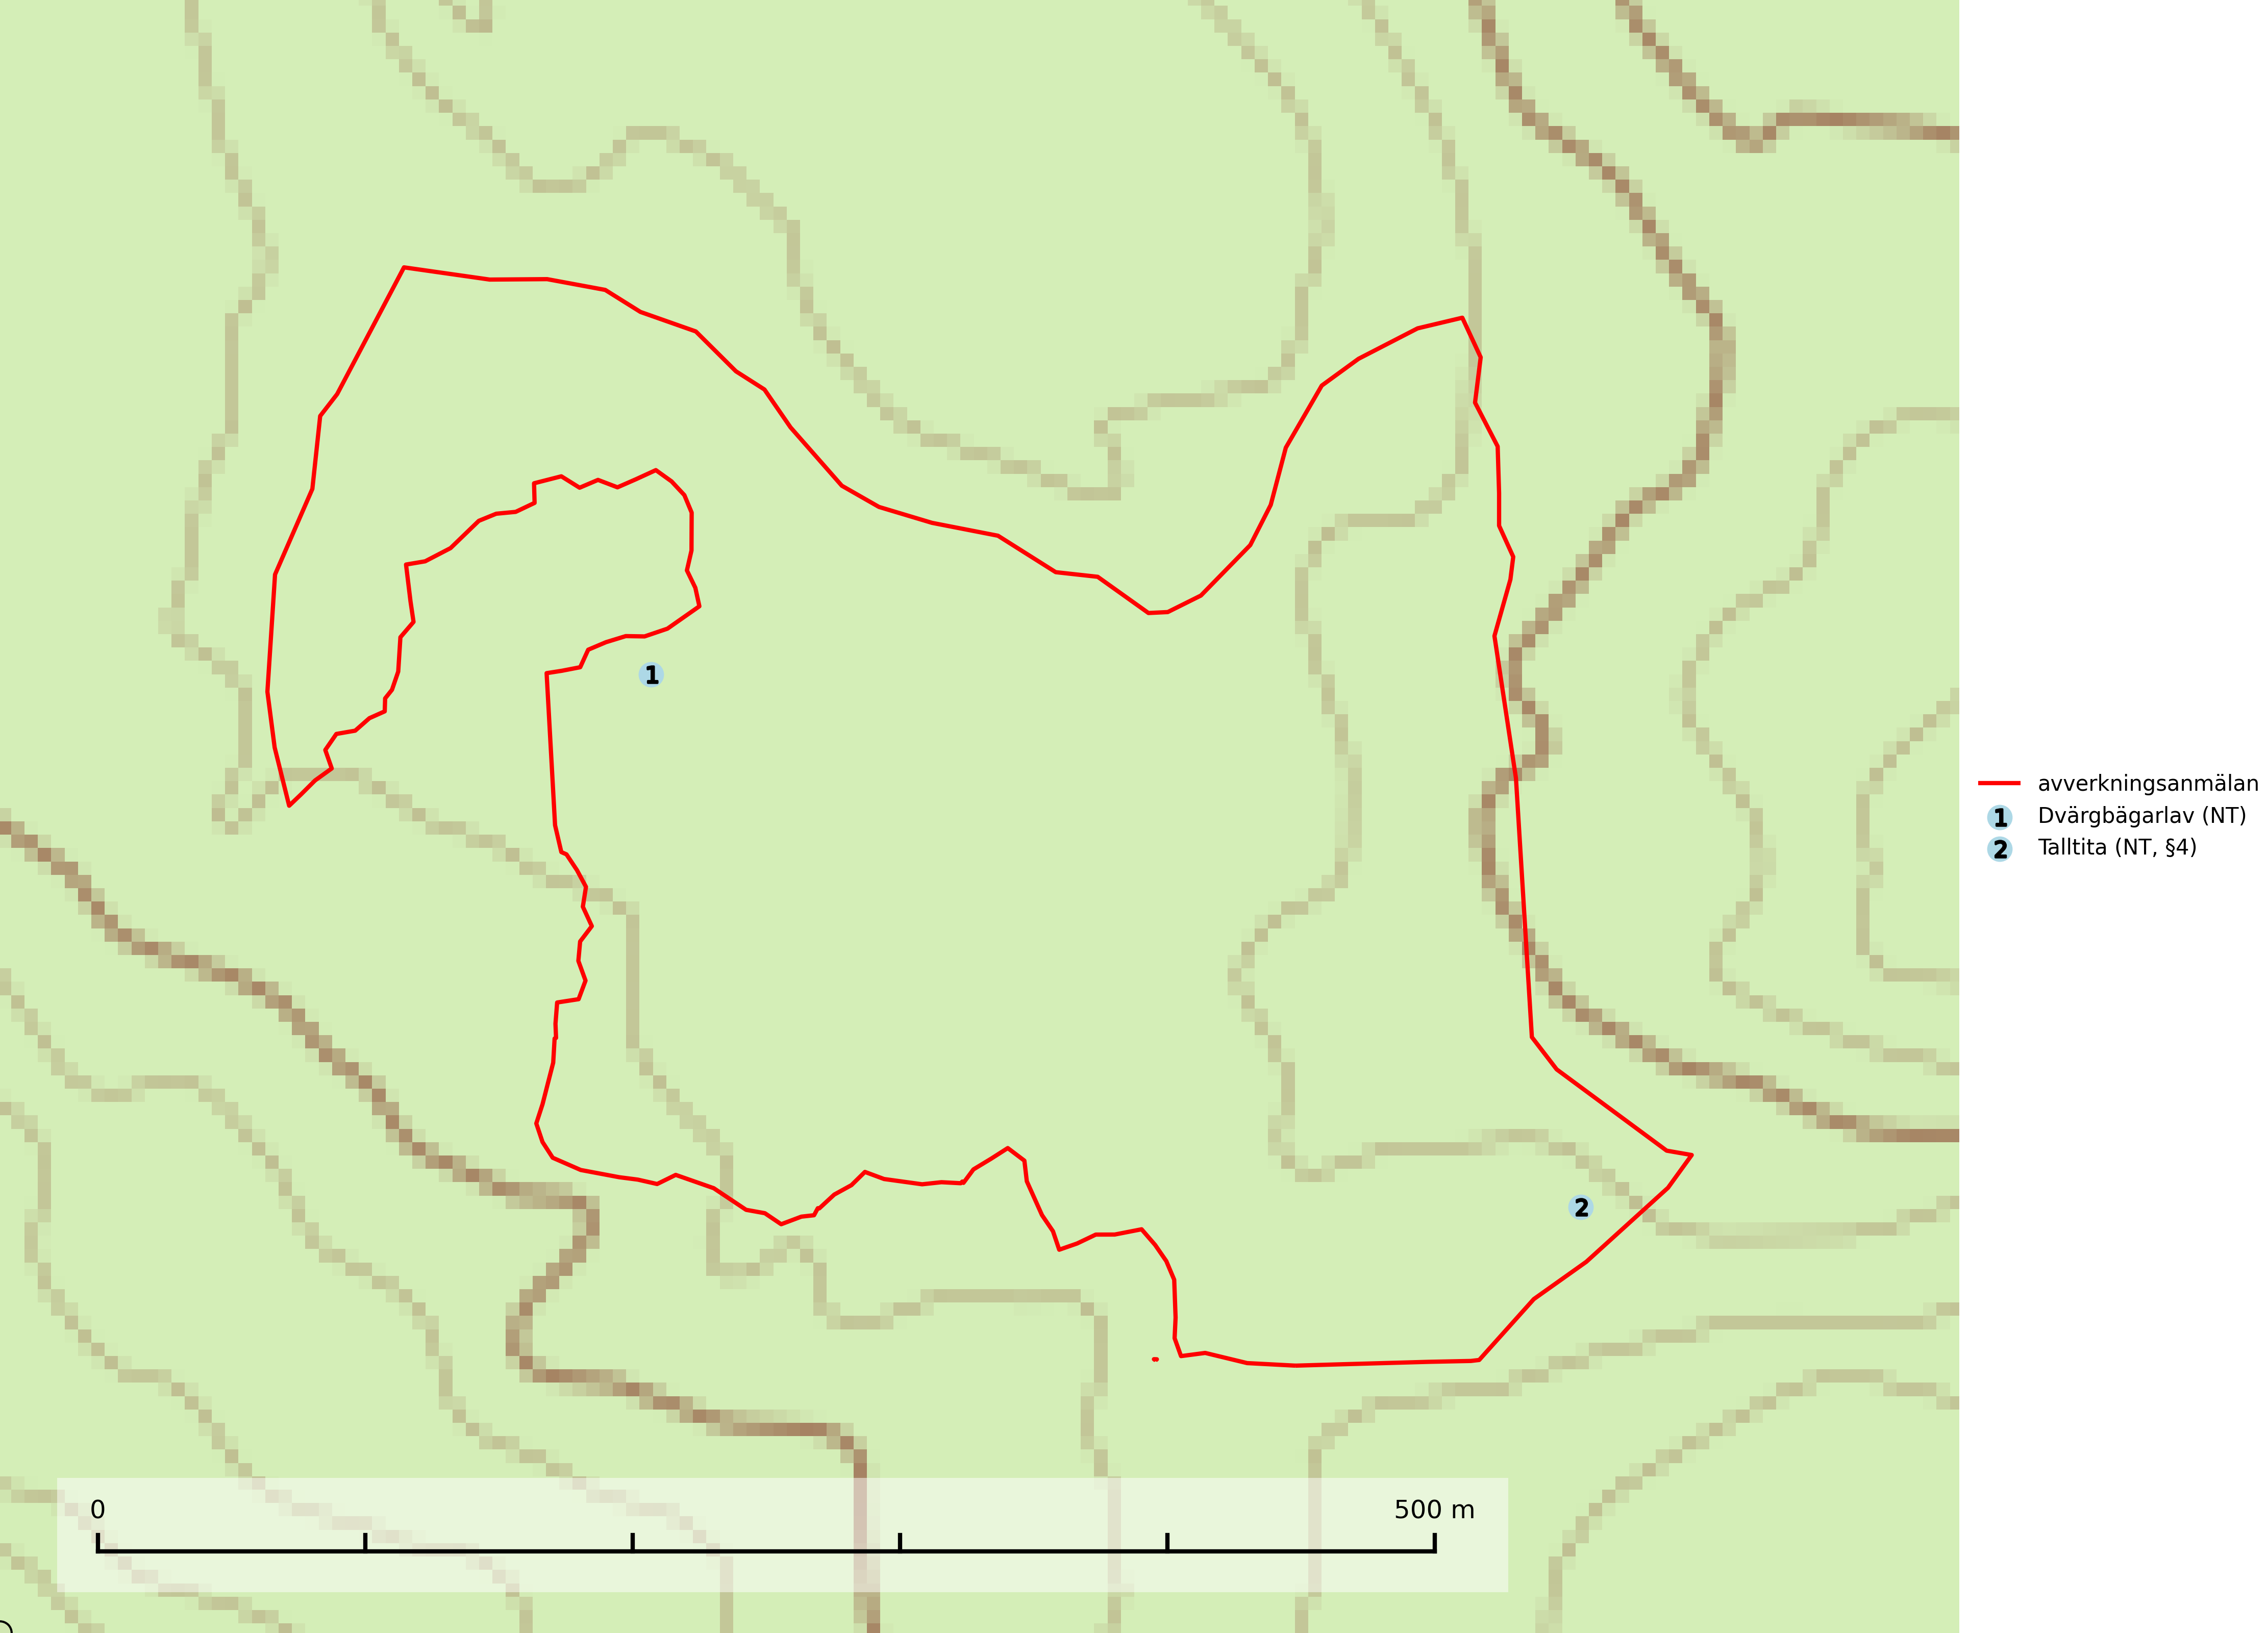 1
2
avverkningsanmälan
1 Dvärgbägarlav (NT)
2 Talltita (NT, §4)
0 500 m